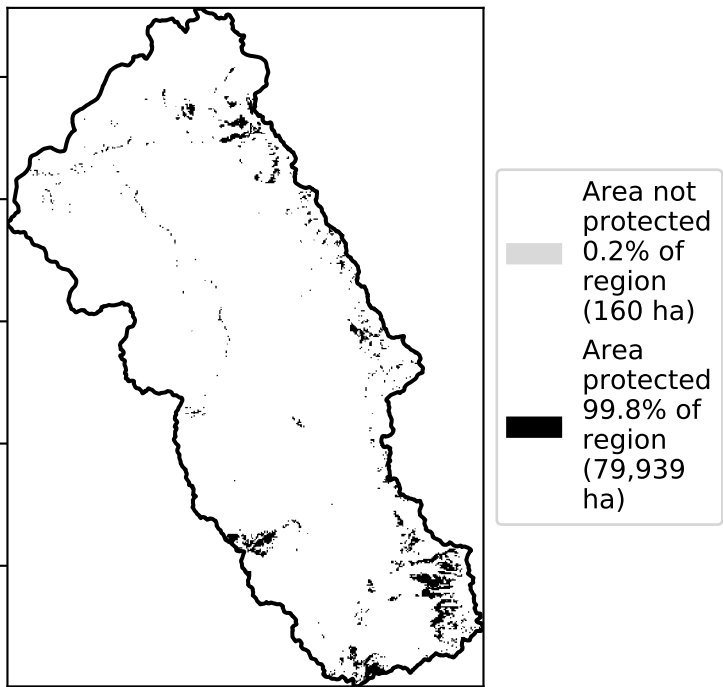 Area not
protected
0.2% of
region
(160 ha)
Area
protected
99.8% of
region
(79,939
ha)